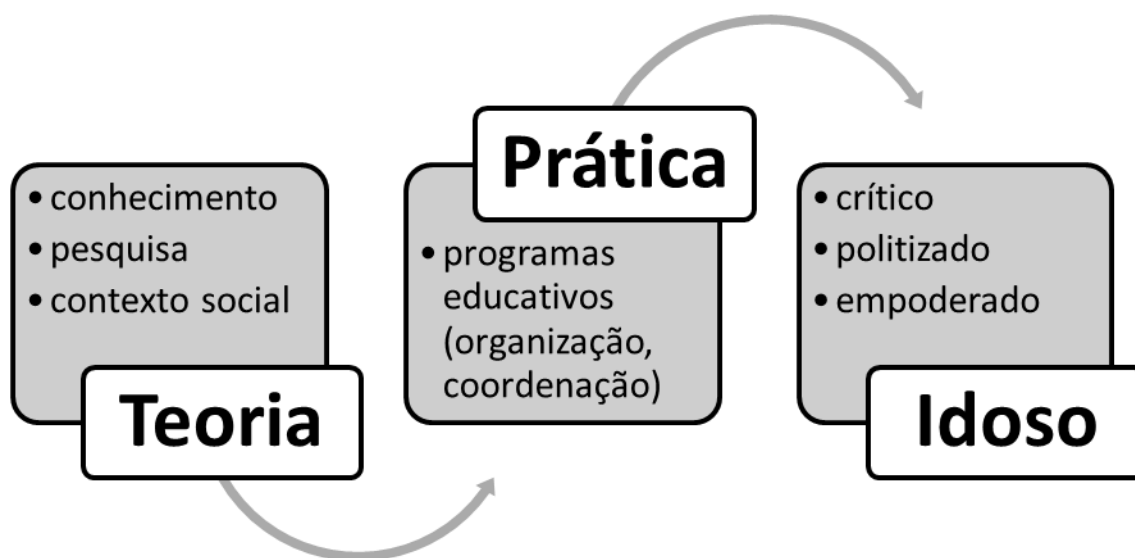 • conhecimento
• pesquisa
• contexto social
Teoria
Prática
• programas
educativos
(organização,
coordenação)
• crítico
• politizado
• empoderado
Idoso